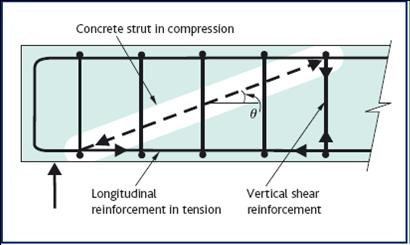 Concrete strut in compression
θ
Longitudinal
reinforcement in tension
Vertical shear
reinforcement